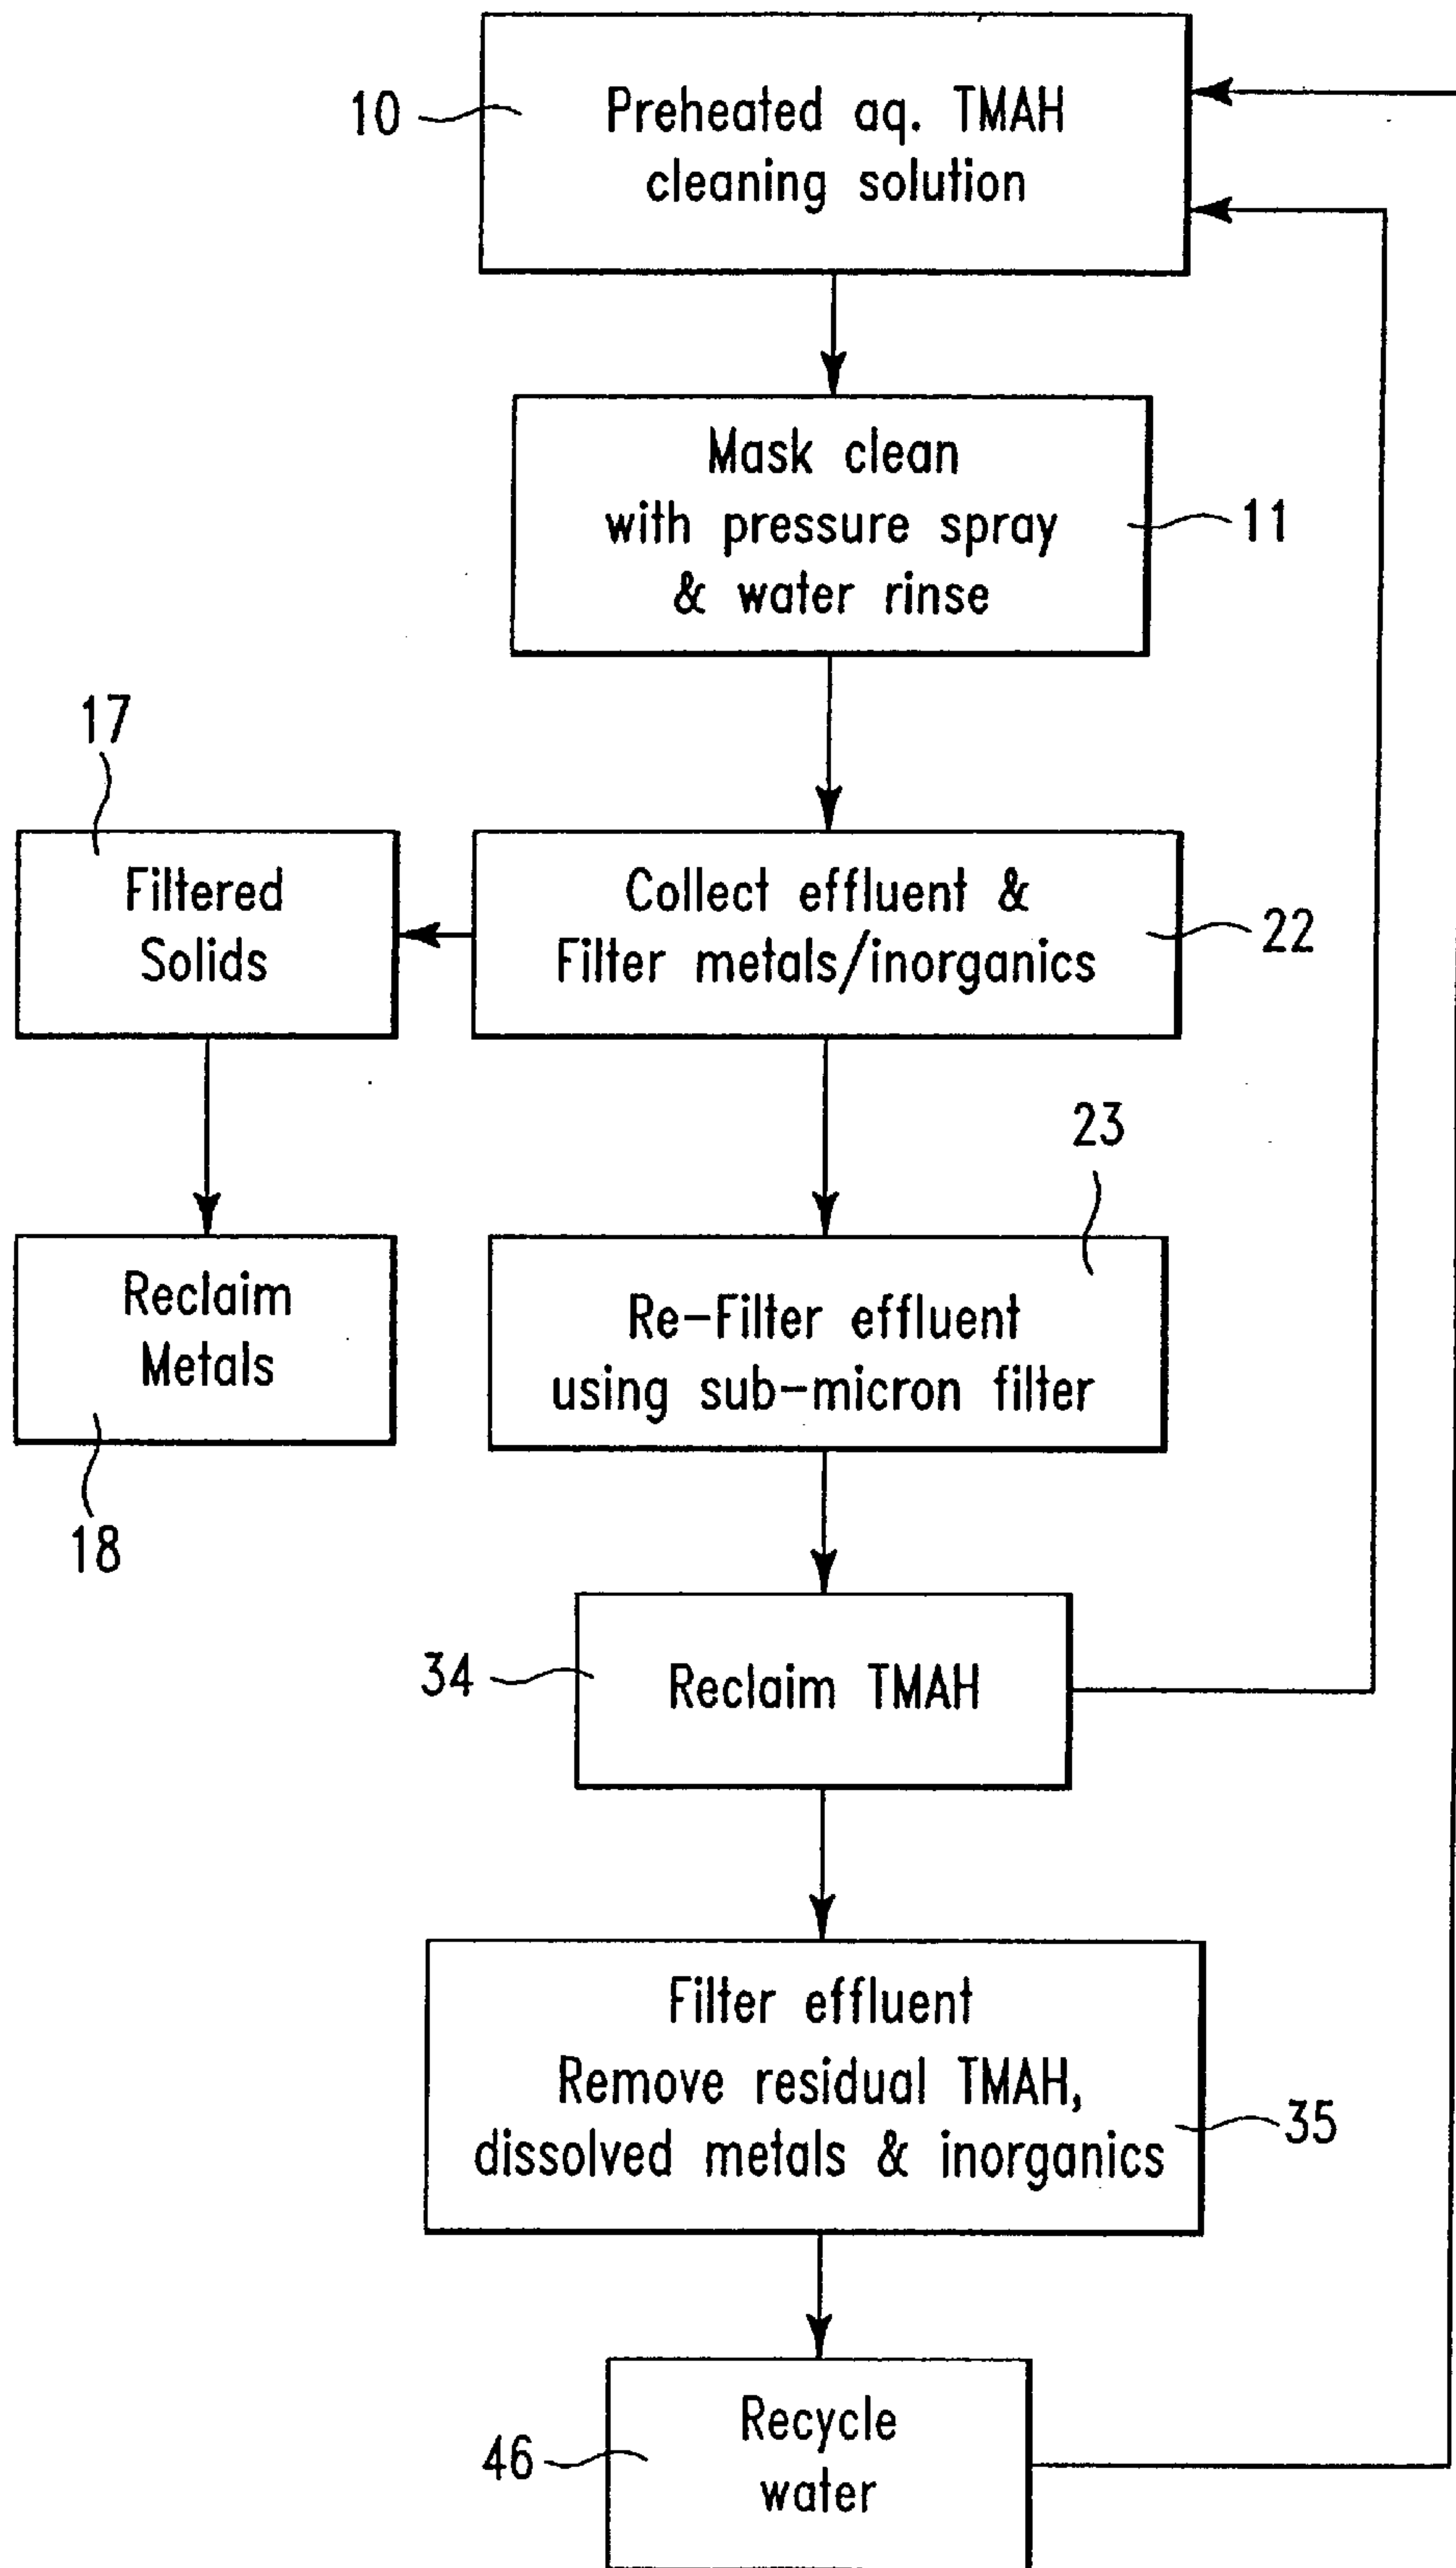 10
Preheated aq. TMAH
cleaning solution
Mask clean
with pressure spray
& water rinse
11
17
Filtered
Solids
Collect effluent &
Filter metals/inorganics
22
23
Reclaim
Metals
18
Re-Filter effluent
using sub-micron filter
34
Reclaim TMAH
Filter effluent
Remove residual TMAH,
dissolved metals & inorganics
35
46
Recycle
water